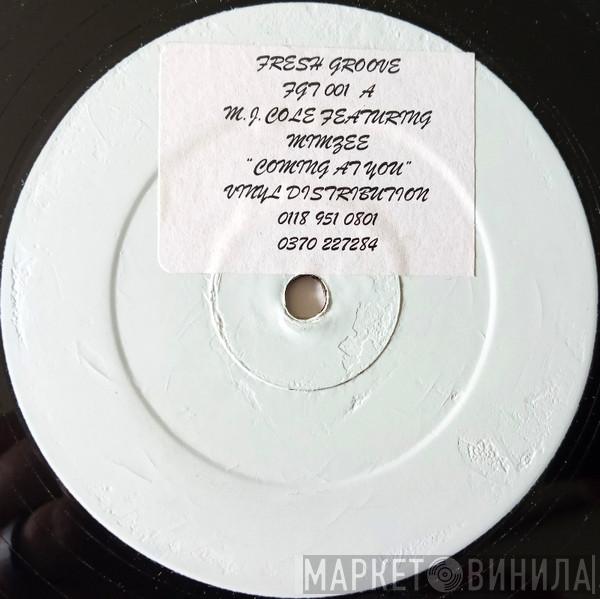 FRESH GROOVE
FGT 001 A
M.J. COLE FEATURING
MIMZEE
"COMING AT YOU"
VINYL DISTRIBUTION
0118 951 0801
0370 227284
МАРКЕТ ВИНИЛА